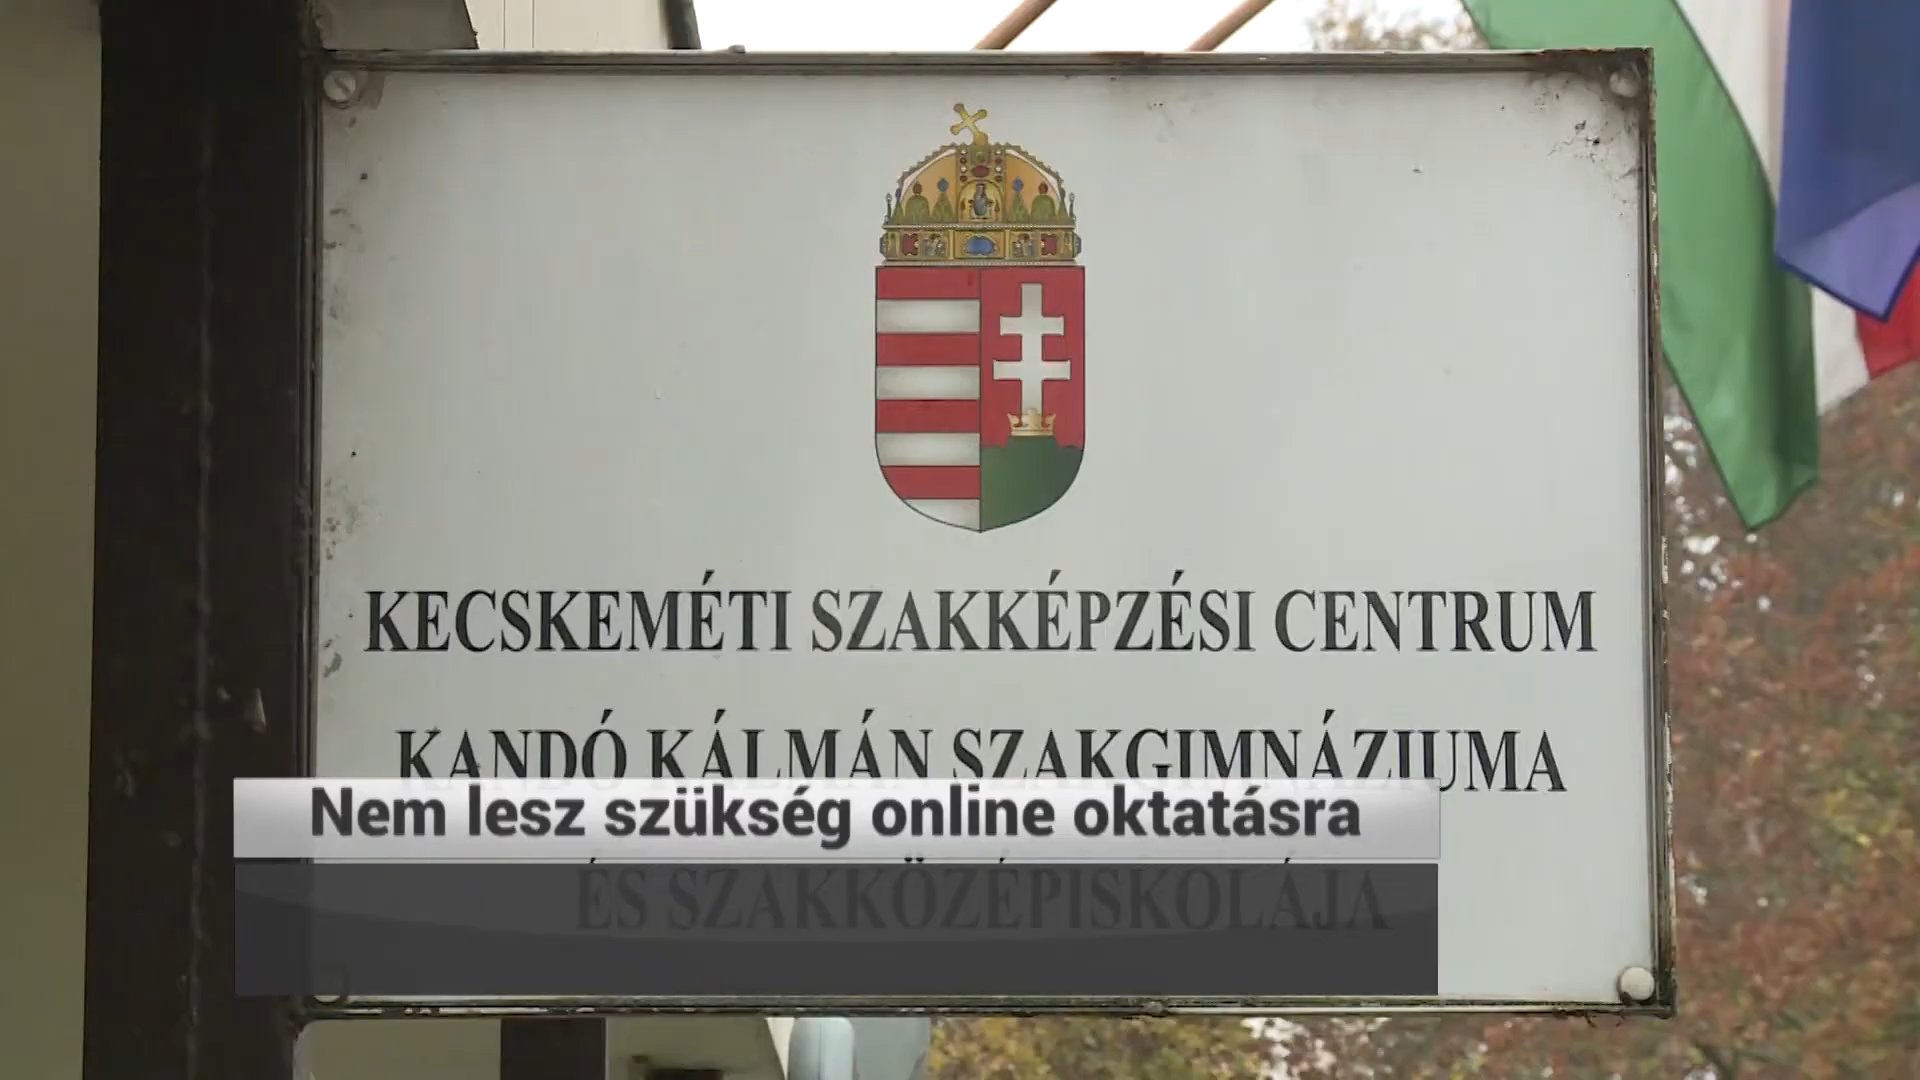 KECSKEMÉTI SZAKKÉPZÉSI CENTRUM
KANDÓ KÁLMÁN SZAKGIMNÁZIUMA
Nem lesz szükség online oktatásra
ÉS SZAKKÖZÉPISKOLÁJA